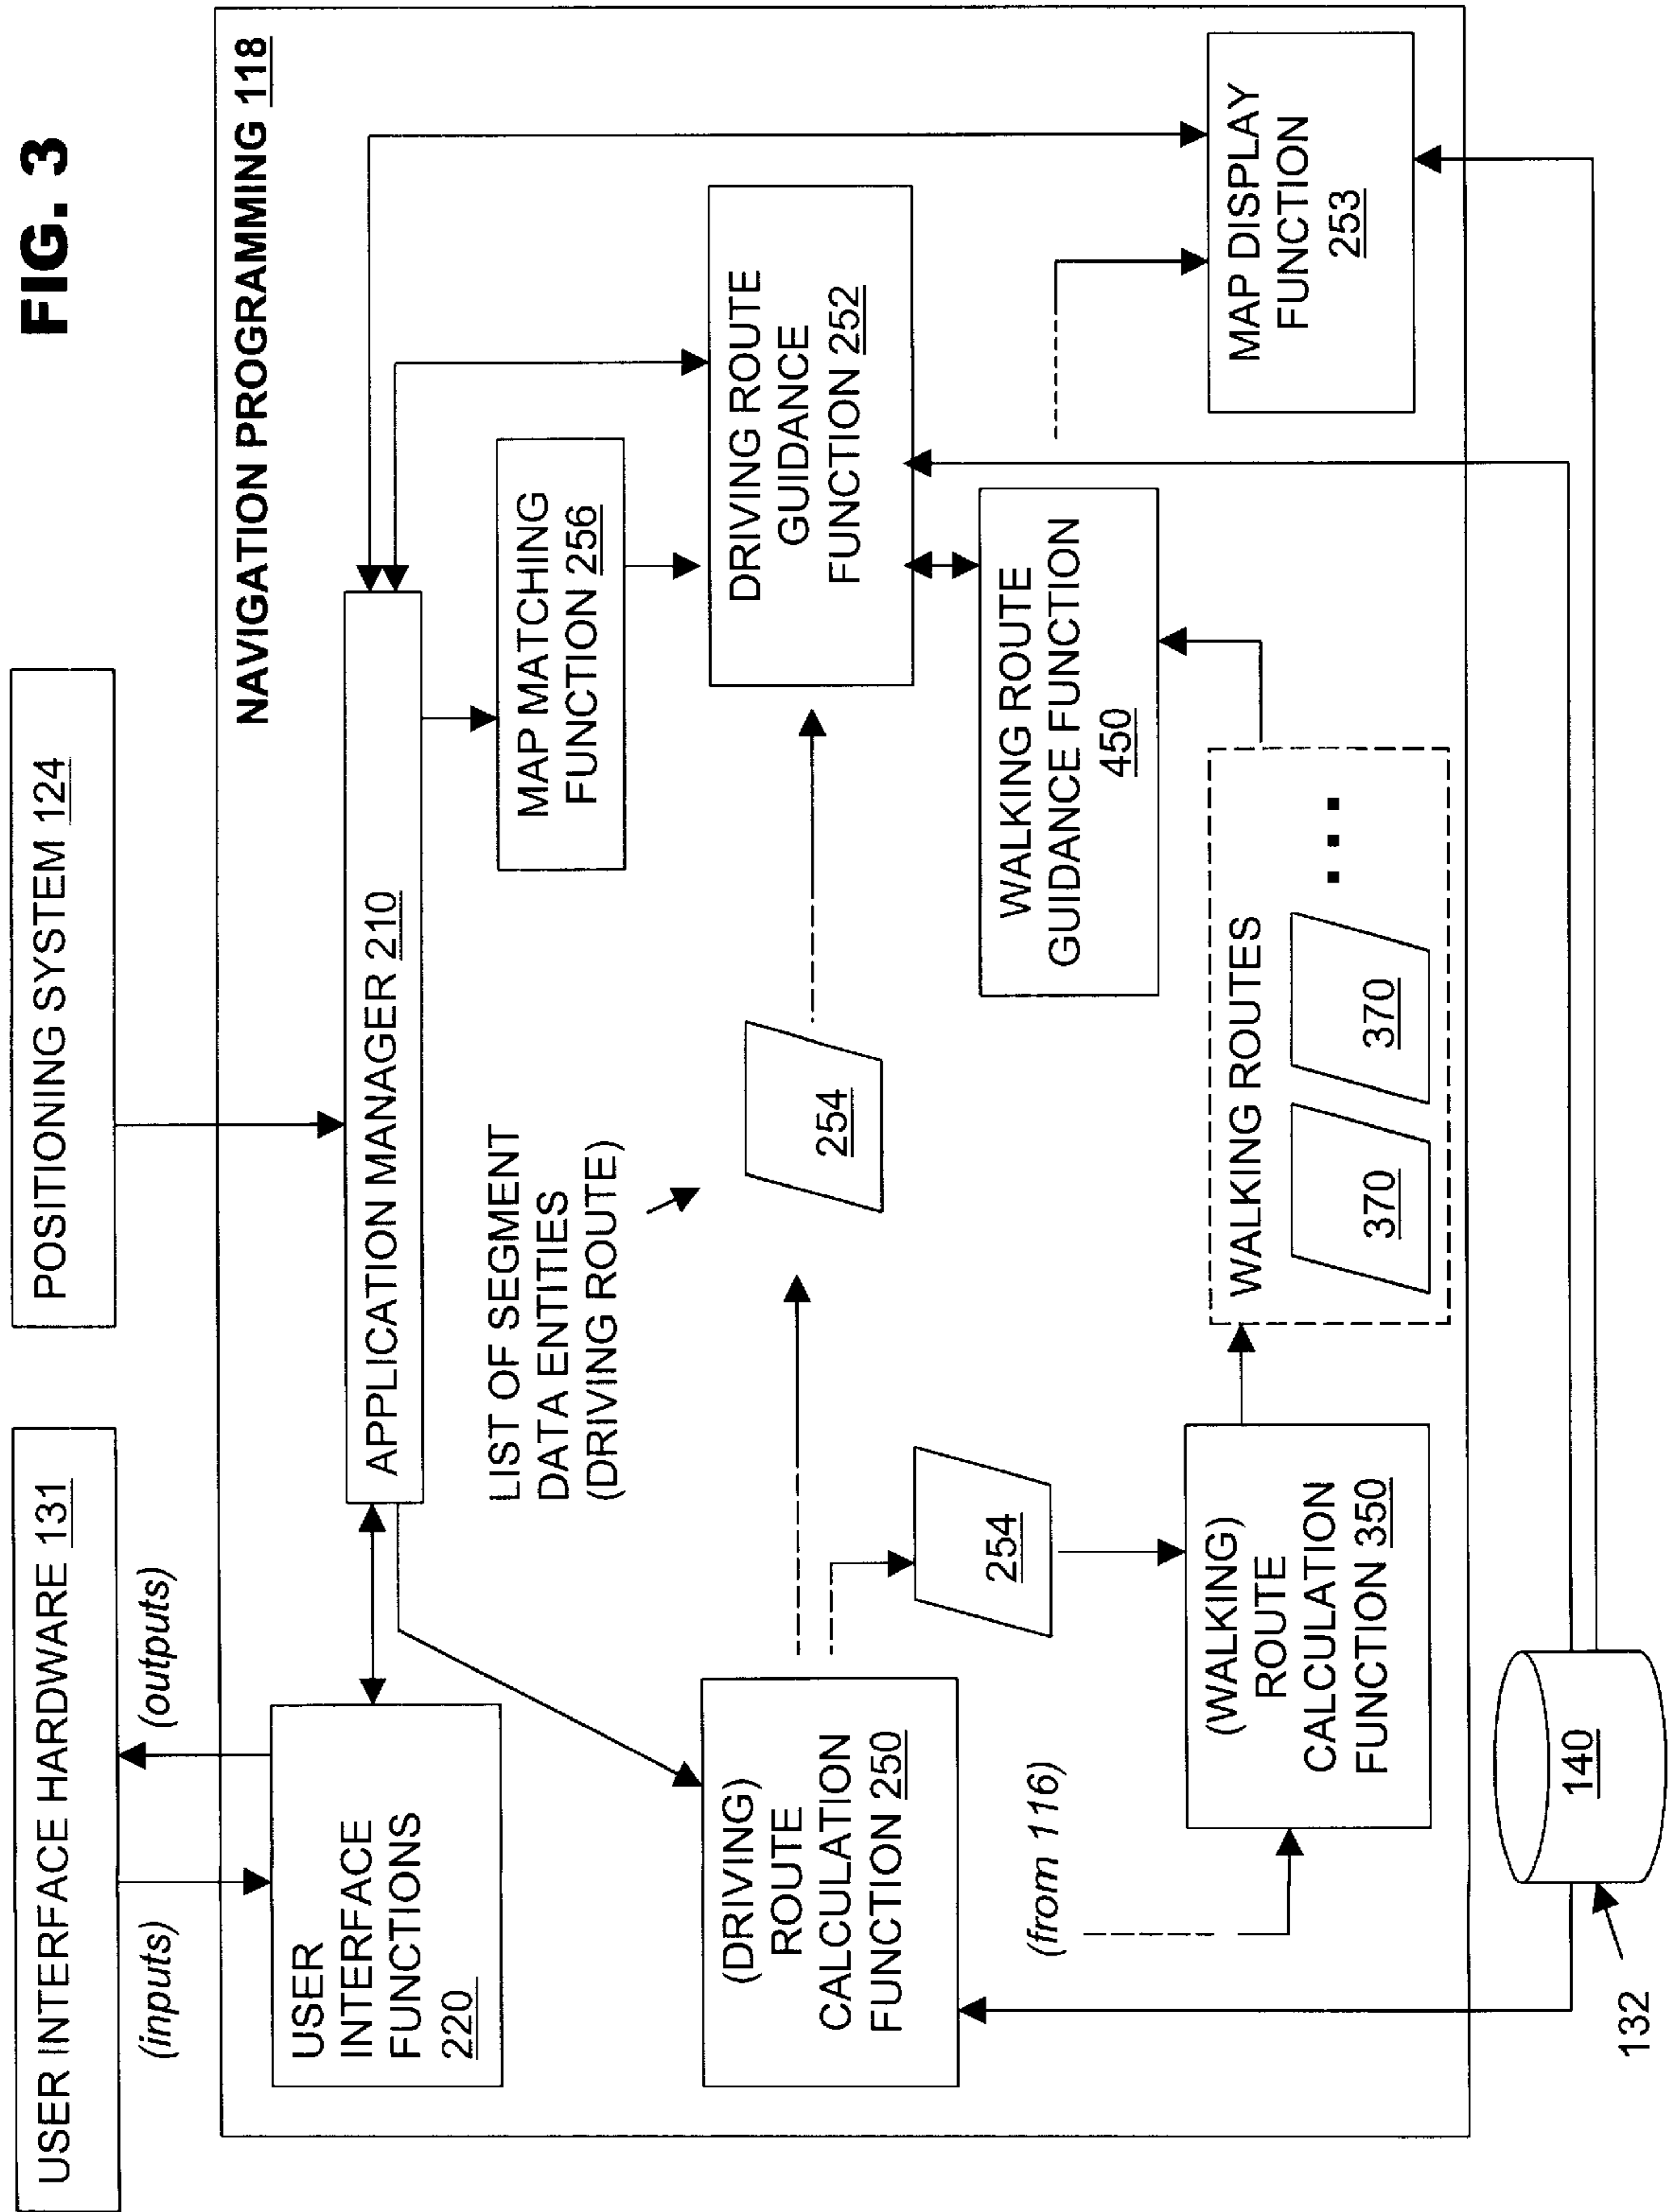 FIG. 3
USER INTERFACE HARDWARE 131
POSITIONING SYSTEM 124
(inputs)
(outputs)
NAVIGATION PROGRAMMING 118
USER
INTERFACE
FUNCTIONS
220
APPLICATION MANAGER 210
MAP MATCHING
FUNCTION 256
LIST OF SEGMENT
DATA ENTITIES
(DRIVING ROUTE)
(DRIVING)
ROUTE
CALCULATION
FUNCTION 250
254
DRIVING ROUTE
GUIDANCE
FUNCTION 252
254
WALKING ROUTE
GUIDANCE FUNCTION
450
(from 116)
(WALKING)
ROUTE
CALCULATION
FUNCTION 350
WALKING ROUTES
370
370
...
MAP DISPLAY
FUNCTION
253
140
132